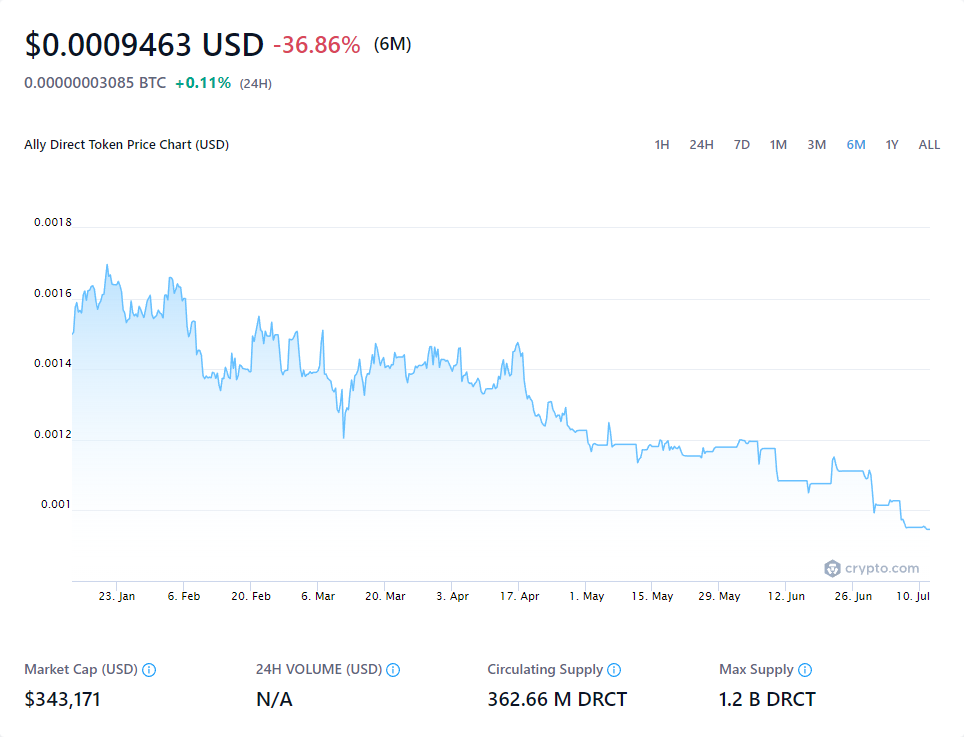 $0.0009463 USD -36.86% (6M)
0.00000003085 BTC +0.11% (24H)
Ally Direct Token Price Chart (USD)
1H 24H 7D 1M 3M 6M 1Y ALL
0.0018
0.0016
0.0014
0.0012
0.001
crypto.com
23. Jan 6. Feb 20. Feb 6. Mar 20. Mar 3. Apr 17. Apr 1. May 15. May 29. May 12. Jun 26. Jun 10. Jul
Market Cap (USD) 24H VOLUME (USD) Circulating Supply Max Supply
$343,171 N/A 362.66 M DRCT 1.2 B DRCT